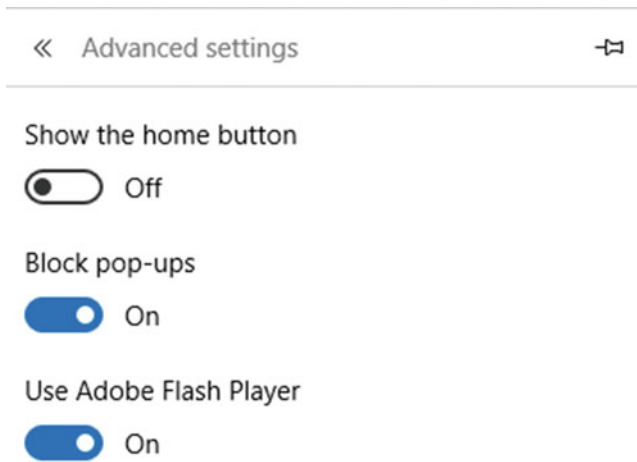 Advanced settings
Show the home button
Off
Block pop-ups
On
Use Adobe Flash Player
On